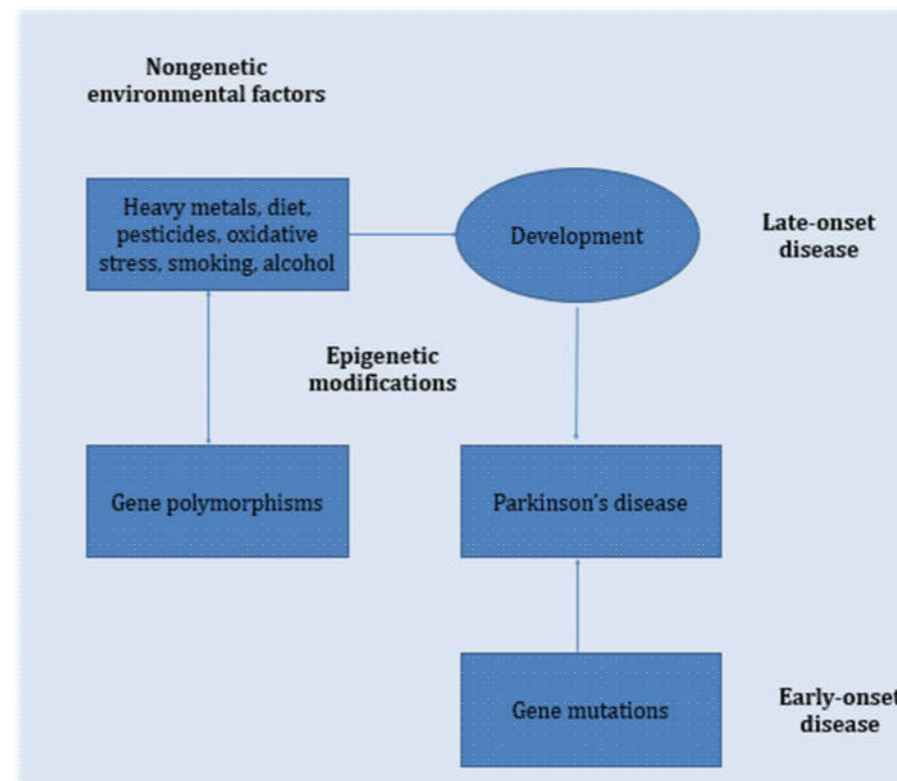 Nongenetic
environmental factors
Heavy metals, diet,
pesticides, oxidative
stress, smoking, alcohol
Development
Late-onset
disease
Epigenetic
modifications
Gene polymorphisms
Parkinson's disease
Gene mutations
Early-onset
disease